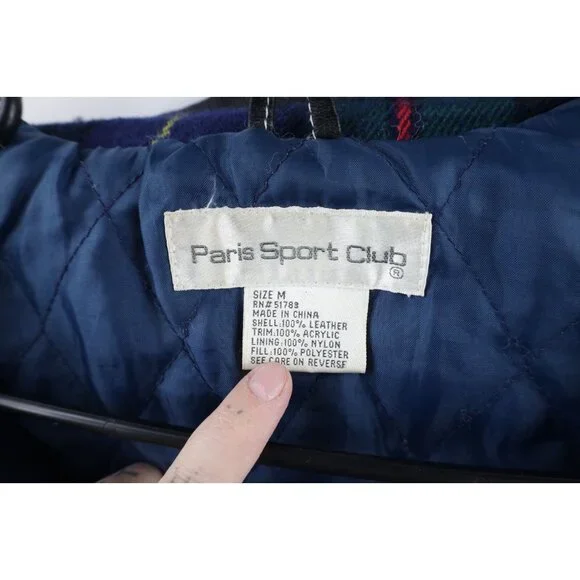 Paris Sport Club
®
SIZE M
RN#51783
MADE IN CHINA
SHELL:100% LEATHER
TRIM:100% ACRYLIC
LINING:100% NYLON
FILL:100% POLYESTER
SEE CARE ON REVERSE